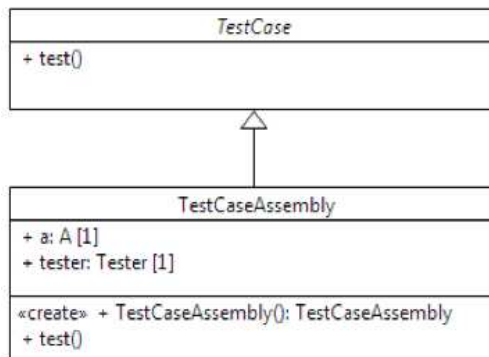 TestCase
+ test()
TestCaseAssembly
+ a: A [1]
+ tester: Tester [1]
«create» + TestCaseAssembly(): TestCaseAssembly
+ test()